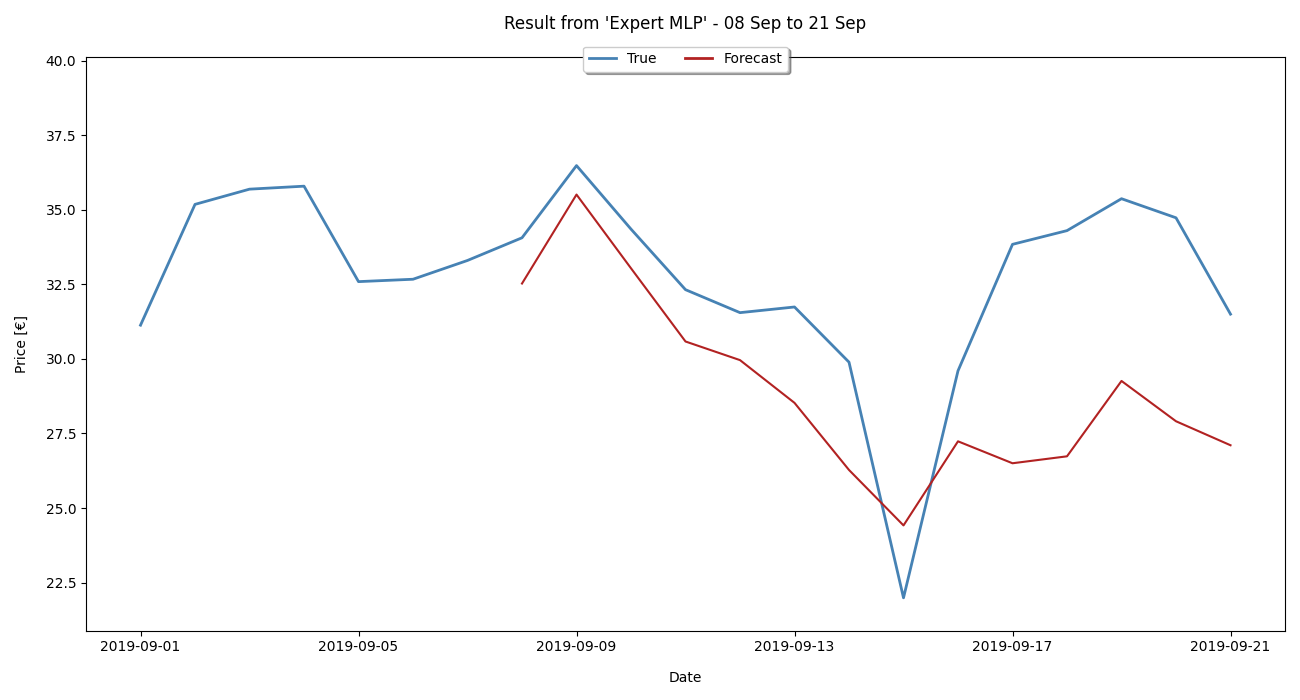 Result from 'Expert MLP' - 08 Sep to 21 Sep
True Forecast
40.0
37.5
35.0
32.5
30.0
27.5
25.0
22.5
Price [€]
2019-09-01 2019-09-05 2019-09-09 2019-09-13 2019-09-17 2019-09-21
Date